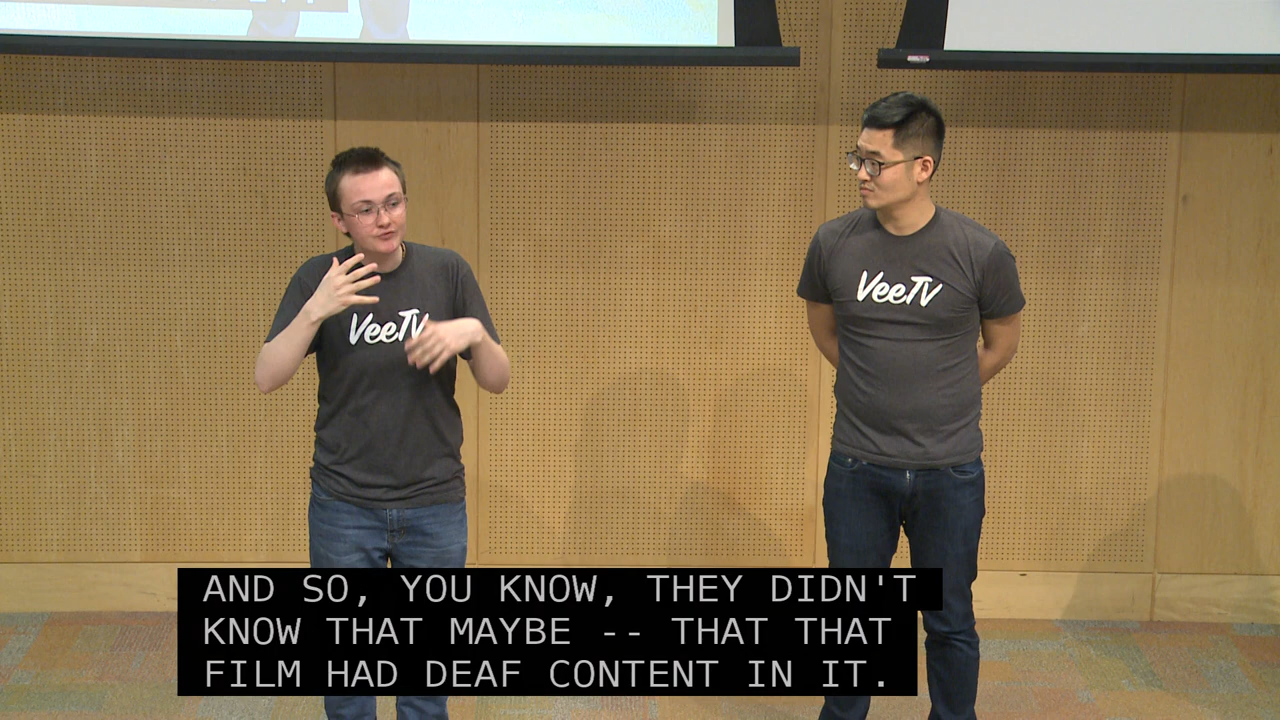 VeeTV
VeeTV
AND SO, YOU KNOW, THEY DIDN'T
KNOW THAT MAYBE -- THAT THAT
FILM HAD DEAF CONTENT IN IT.